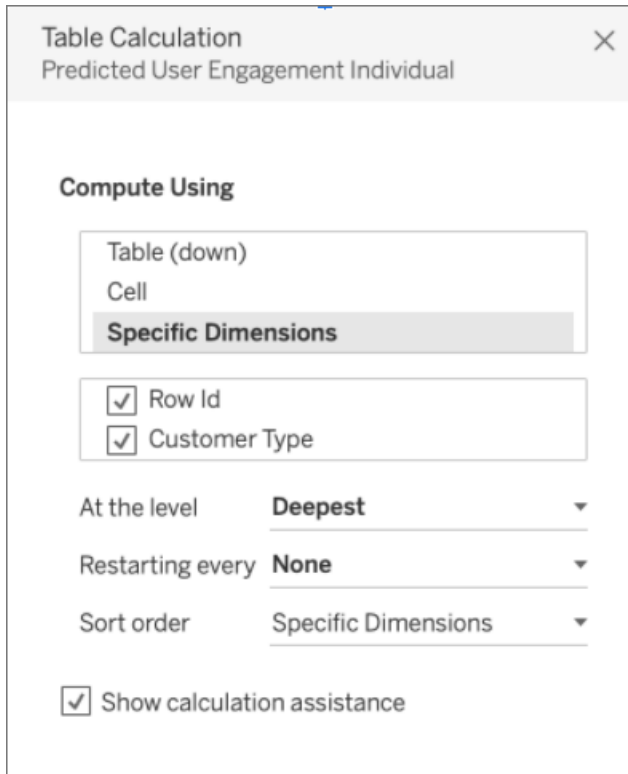 Table Calculation
Predicted User Engagement Individual
Compute Using
Table (down)
Cell
Specific Dimensions
Row Id
Customer Type
At the level Deepest
Restarting every None
Sort order Specific Dimensions
Show calculation assistance